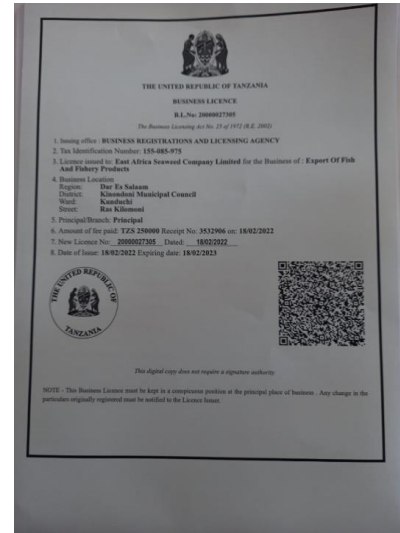 THE UNITED REPUBLIC OF TANZANIA
BUSINESS LICENCE
B.L.No: 20000027305
The Business Licensing Act No. 25 of 1972 (R.E. 2002)
1. Issuing office : BUSINESS REGISTRATIONS AND LICENSING AGENCY
2. Tax Identification Number: 155-085-975
3. Licence issued to: East Africa Seaweed Company Limited for the Business of : Export Of Fish
And Fishery Products
4. Business Location
Region: Dar Es Salaam
District: Kinondoni Municipal Council
Ward: Kunduchi
Street: Ras Kilomoni
5. Principal/Branch: Principal
6. Amount of fee paid: TZS 250000 Receipt No: 3532906 on: 18/02/2022
7. New Licence No: 20000027305 Dated: 18/02/2022
8. Date of Issue: 18/02/2022 Expiring date: 18/02/2023
THE UNITED REPUBLIC OF
TANZANIA
This digital copy does not require a signature authority
NOTE - This Business Licence must be kept in a conspicuous position at the principal place of business . Any change in the
particulars originally registered must be notified to the Licence Issuer.